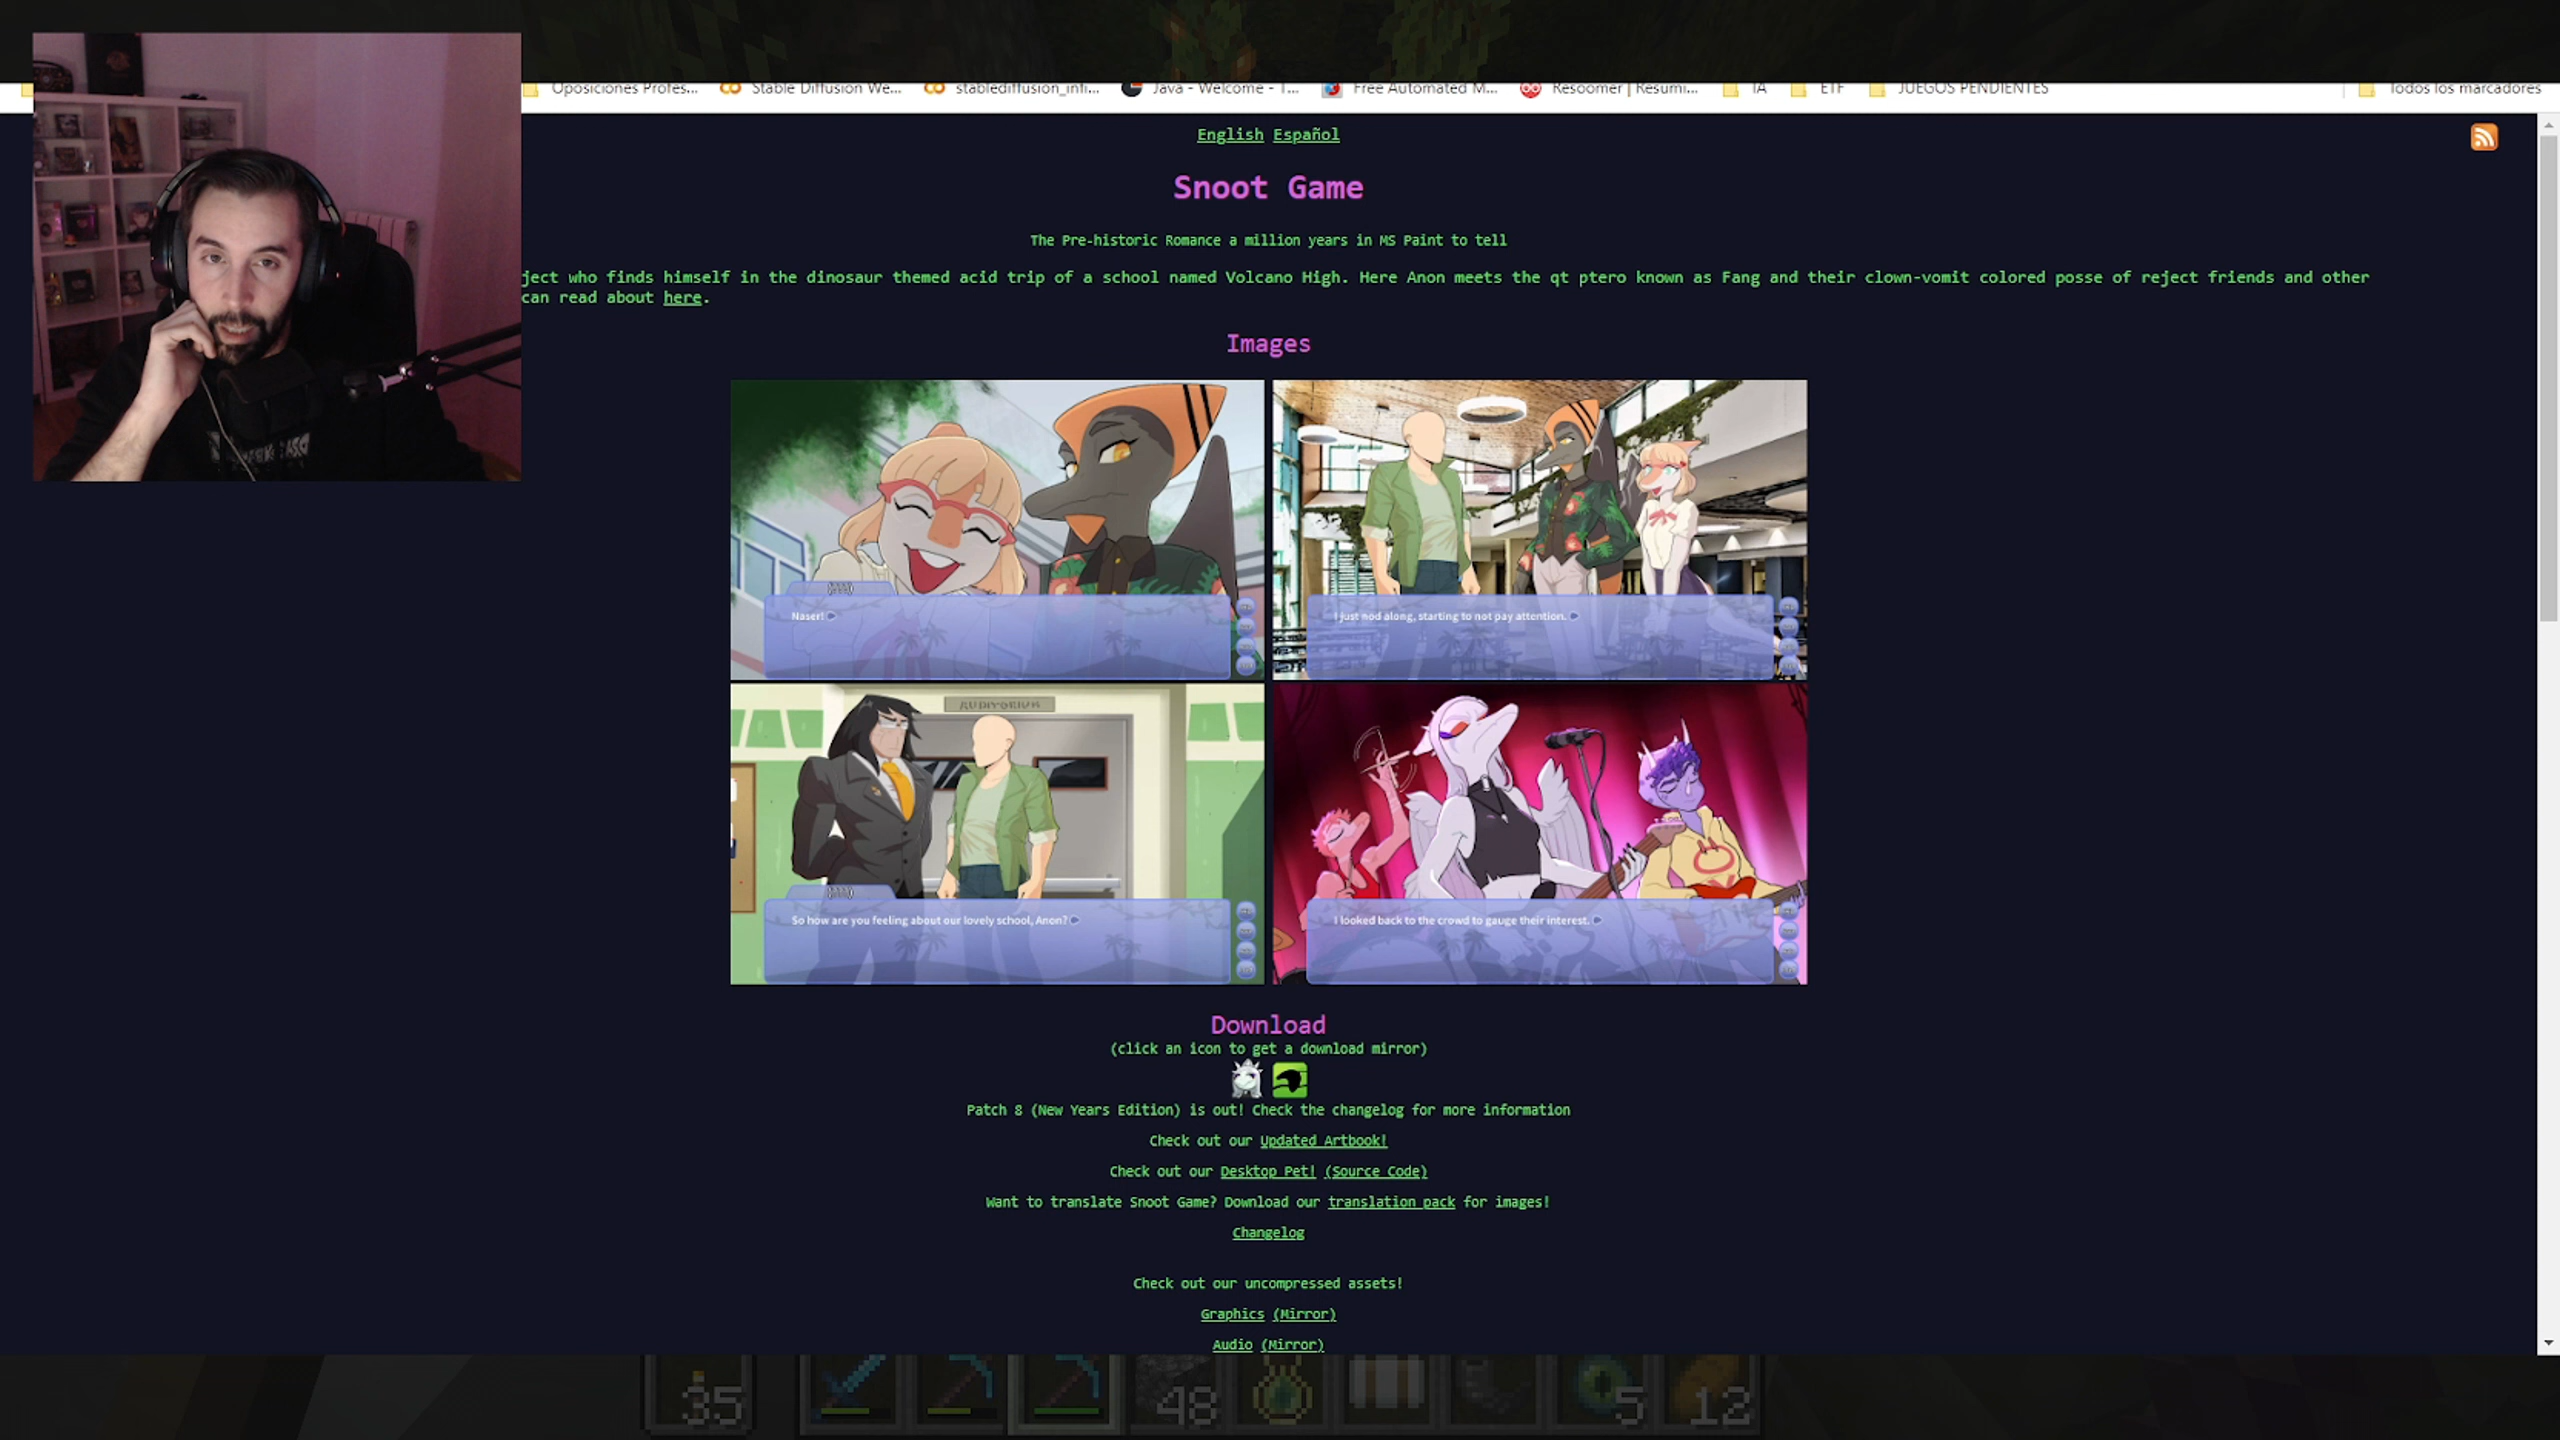 Oposiciones Profes... Stable Diffusion We... stablediffusion_infi... Java - Welcome - T... Free Automated M... Resoomer | Resumi... IA ETF JUEGOS PENDIENTES Todos los marcadores
English Español
Snoot Game
The Pre-historic Romance a million years in MS Paint to tell
ject who finds himself in the dinosaur themed acid trip of a school named Volcano High. Here Anon meets the qt ptero known as Fang and their clown-vomit colored posse of reject friends and other
can read about here.
Images
Naser!
I just nod along, starting to not pay attention.
AUDITORIUM
So how are you feeling about our lovely school, Anon?
I looked back to the crowd to gauge their interest.
Download
(click an icon to get a download mirror)
Patch 8 (New Years Edition) is out! Check the changelog for more information
Check out our Updated Artbook!
Check out our Desktop Pet! (Source Code)
Want to translate Snoot Game? Download our translation pack for images!
Changelog
Check out our uncompressed assets!
Graphics (Mirror)
Audio (Mirror)
35 48 5 12